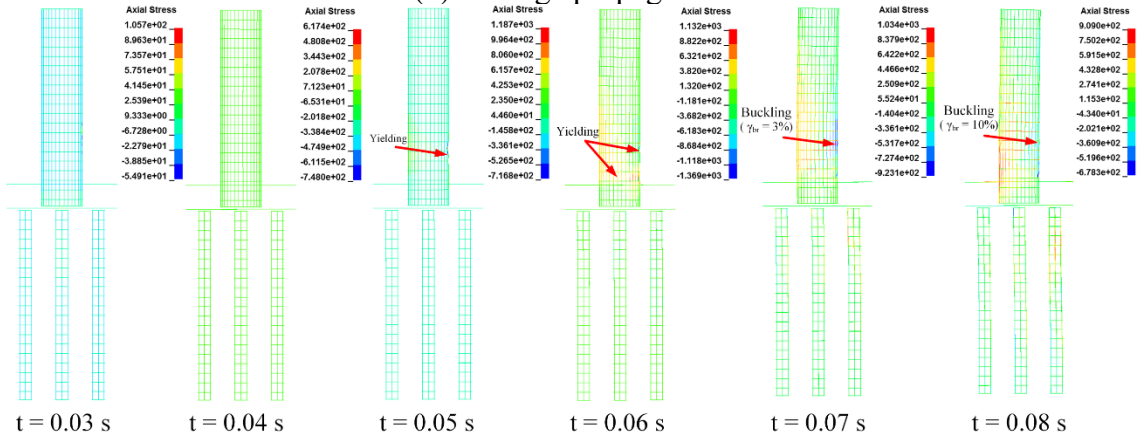 Axial Stress
1.057e+02
8.963e+01
7.357e+01
5.751e+01
4.145e+01
2.539e+01
9.333e+00
-6.728e+00
-2.279e+01
-3.885e+01
-5.491e+01
t = 0.03 s
Axial Stress
6.174e+02
4.808e+02
3.443e+02
2.078e+02
7.123e+01
-6.531e+01
-2.018e+02
-3.384e+02
-4.749e+02
-6.115e+02
-7.480e+02
t = 0.04 s
Yielding
Axial Stress
1.187e+03
9.964e+02
8.060e+02
6.157e+02
4.253e+02
2.350e+02
4.460e+01
-1.458e+02
-3.361e+02
-5.265e+02
-7.168e+02
t = 0.05 s
Yielding
Axial Stress
1.132e+03
8.822e+02
6.321e+02
3.820e+02
1.320e+02
-1.181e+02
-3.682e+02
-6.183e+02
-8.684e+02
-1.118e+03
-1.369e+03
t = 0.06 s
Buckling
( γbr = 3%)
Axial Stress
1.034e+03
8.379e+02
6.422e+02
4.466e+02
2.509e+02
5.524e+01
-1.404e+02
-3.361e+02
-5.317e+02
-7.274e+02
-9.231e+02
t = 0.07 s
Buckling
( γbr = 10%)
Axial Stress
9.090e+02
7.502e+02
5.915e+02
4.328e+02
2.741e+02
1.153e+02
-4.340e+01
-2.021e+02
-3.609e+02
-5.196e+02
-6.783e+02
t = 0.08 s